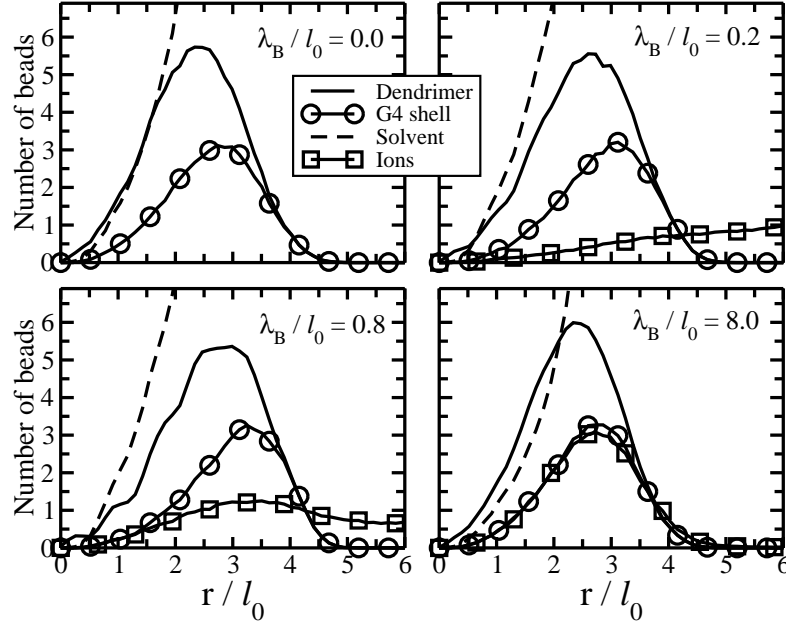 λB / l0 = 0.0
λB / l0 = 0.2
Number of beads
6
5
4
3
2
1
0
Dendrimer
G4 shell
Solvent
Ions
λB / l0 = 0.8
λB / l0 = 8.0
Number of beads
6
5
4
3
2
1
0
0 1 2 3 4 5 6
0 1 2 3 4 5 6
r / l0
r / l0